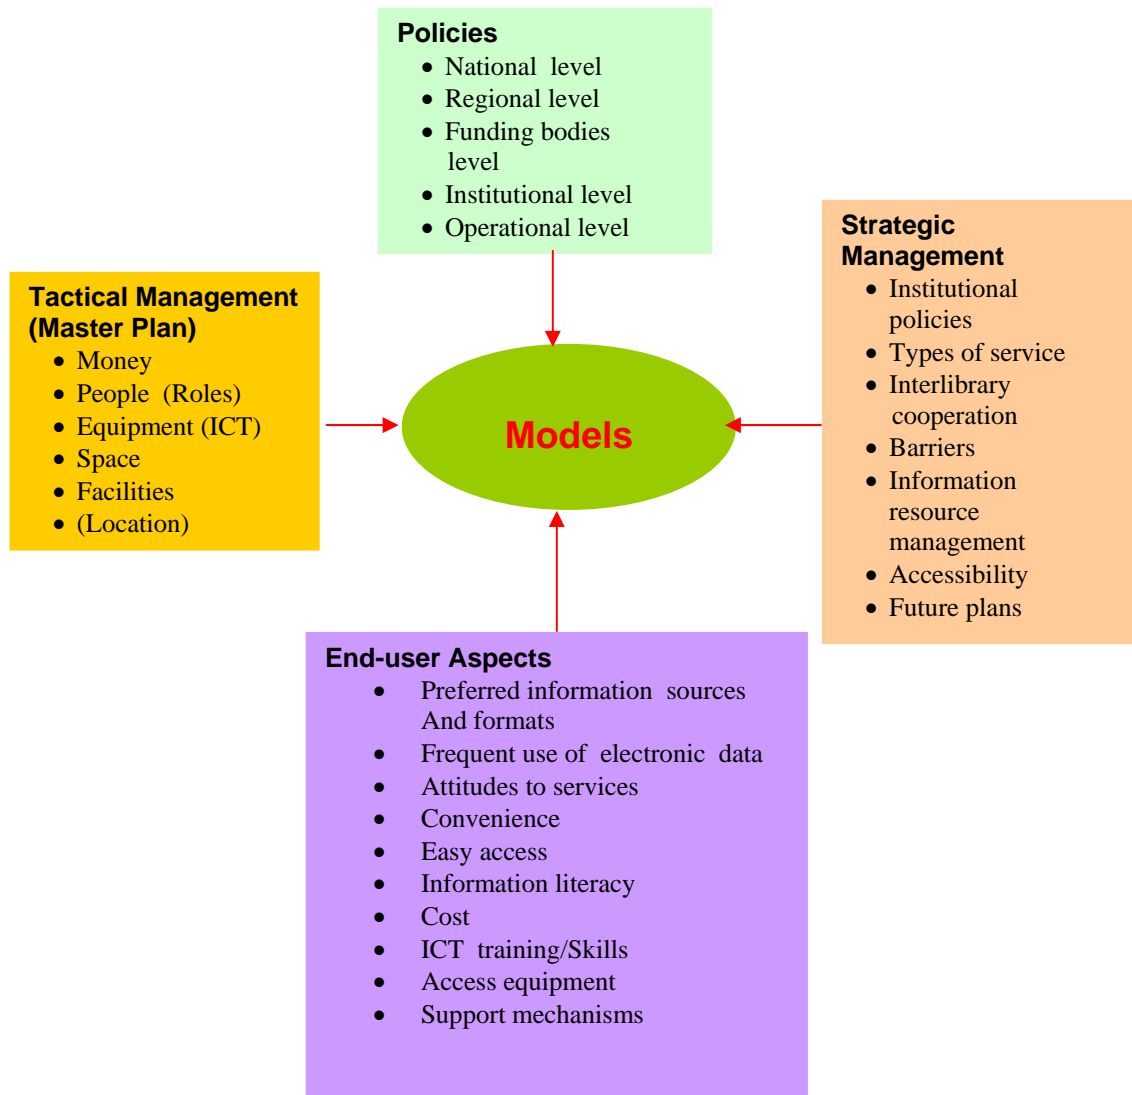 Policies
• National level
• Regional level
• Funding bodies
level
• Institutional level
• Operational level
Tactical Management
(Master Plan)
• Money
• People (Roles)
• Equipment (ICT)
• Space
• Facilities
• (Location)
Models
Strategic
Management
• Institutional
policies
• Types of service
• Interlibrary
cooperation
• Barriers
• Information
resource
management
• Accessibility
• Future plans
End-user Aspects
• Preferred information sources
And formats
• Frequent use of electronic data
• Attitudes to services
• Convenience
• Easy access
• Information literacy
• Cost
• ICT training/Skills
• Access equipment
• Support mechanisms